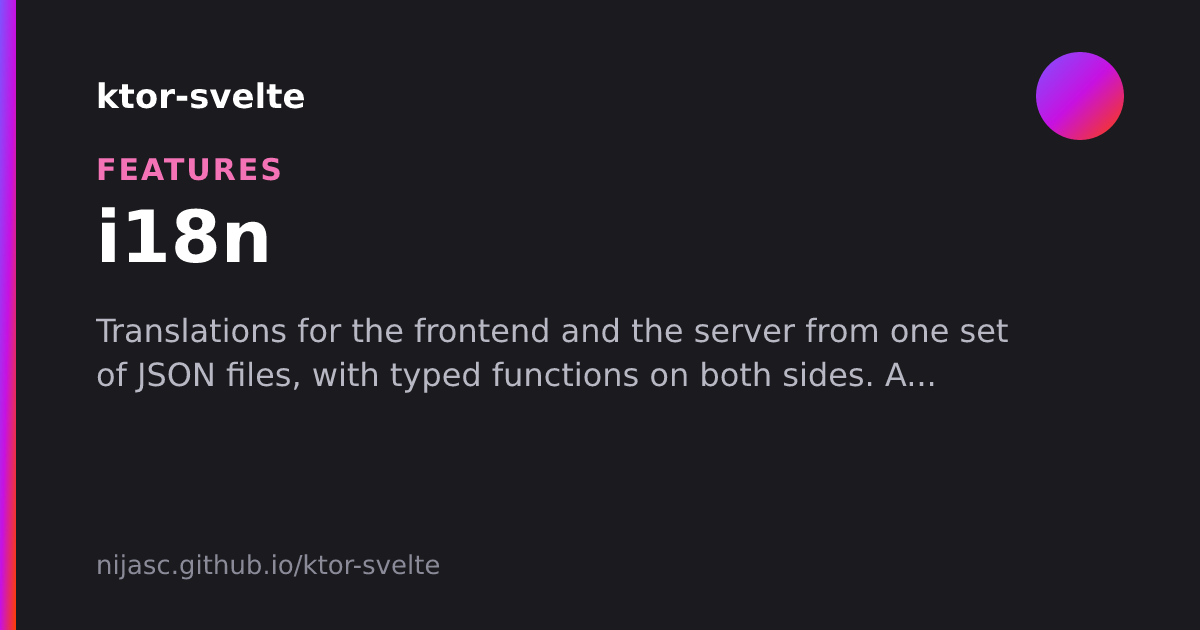 ktor-svelte
FEATURES
i18n
Translations for the frontend and the server from one set
of JSON files, with typed functions on both sides. A...
nijasc.github.io/ktor-svelte